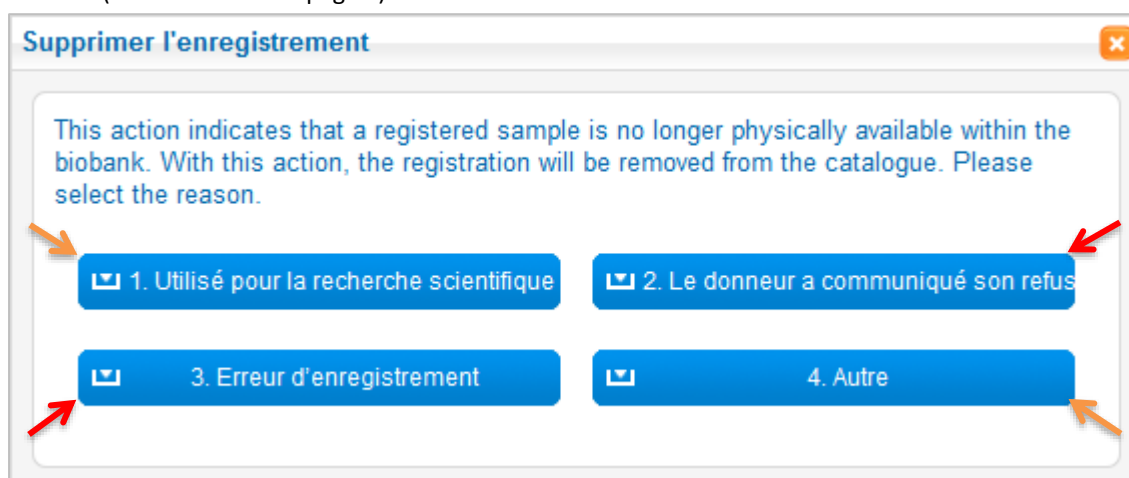 Supprimer l'enregistrement
This action indicates that a registered sample is no longer physically available within the
biobank. With this action, the registration will be removed from the catalogue. Please
select the reason.
1. Utilisé pour la recherche scientifique
2. Le donneur a communiqué son refus
3. Erreur d'enregistrement
4. Autre